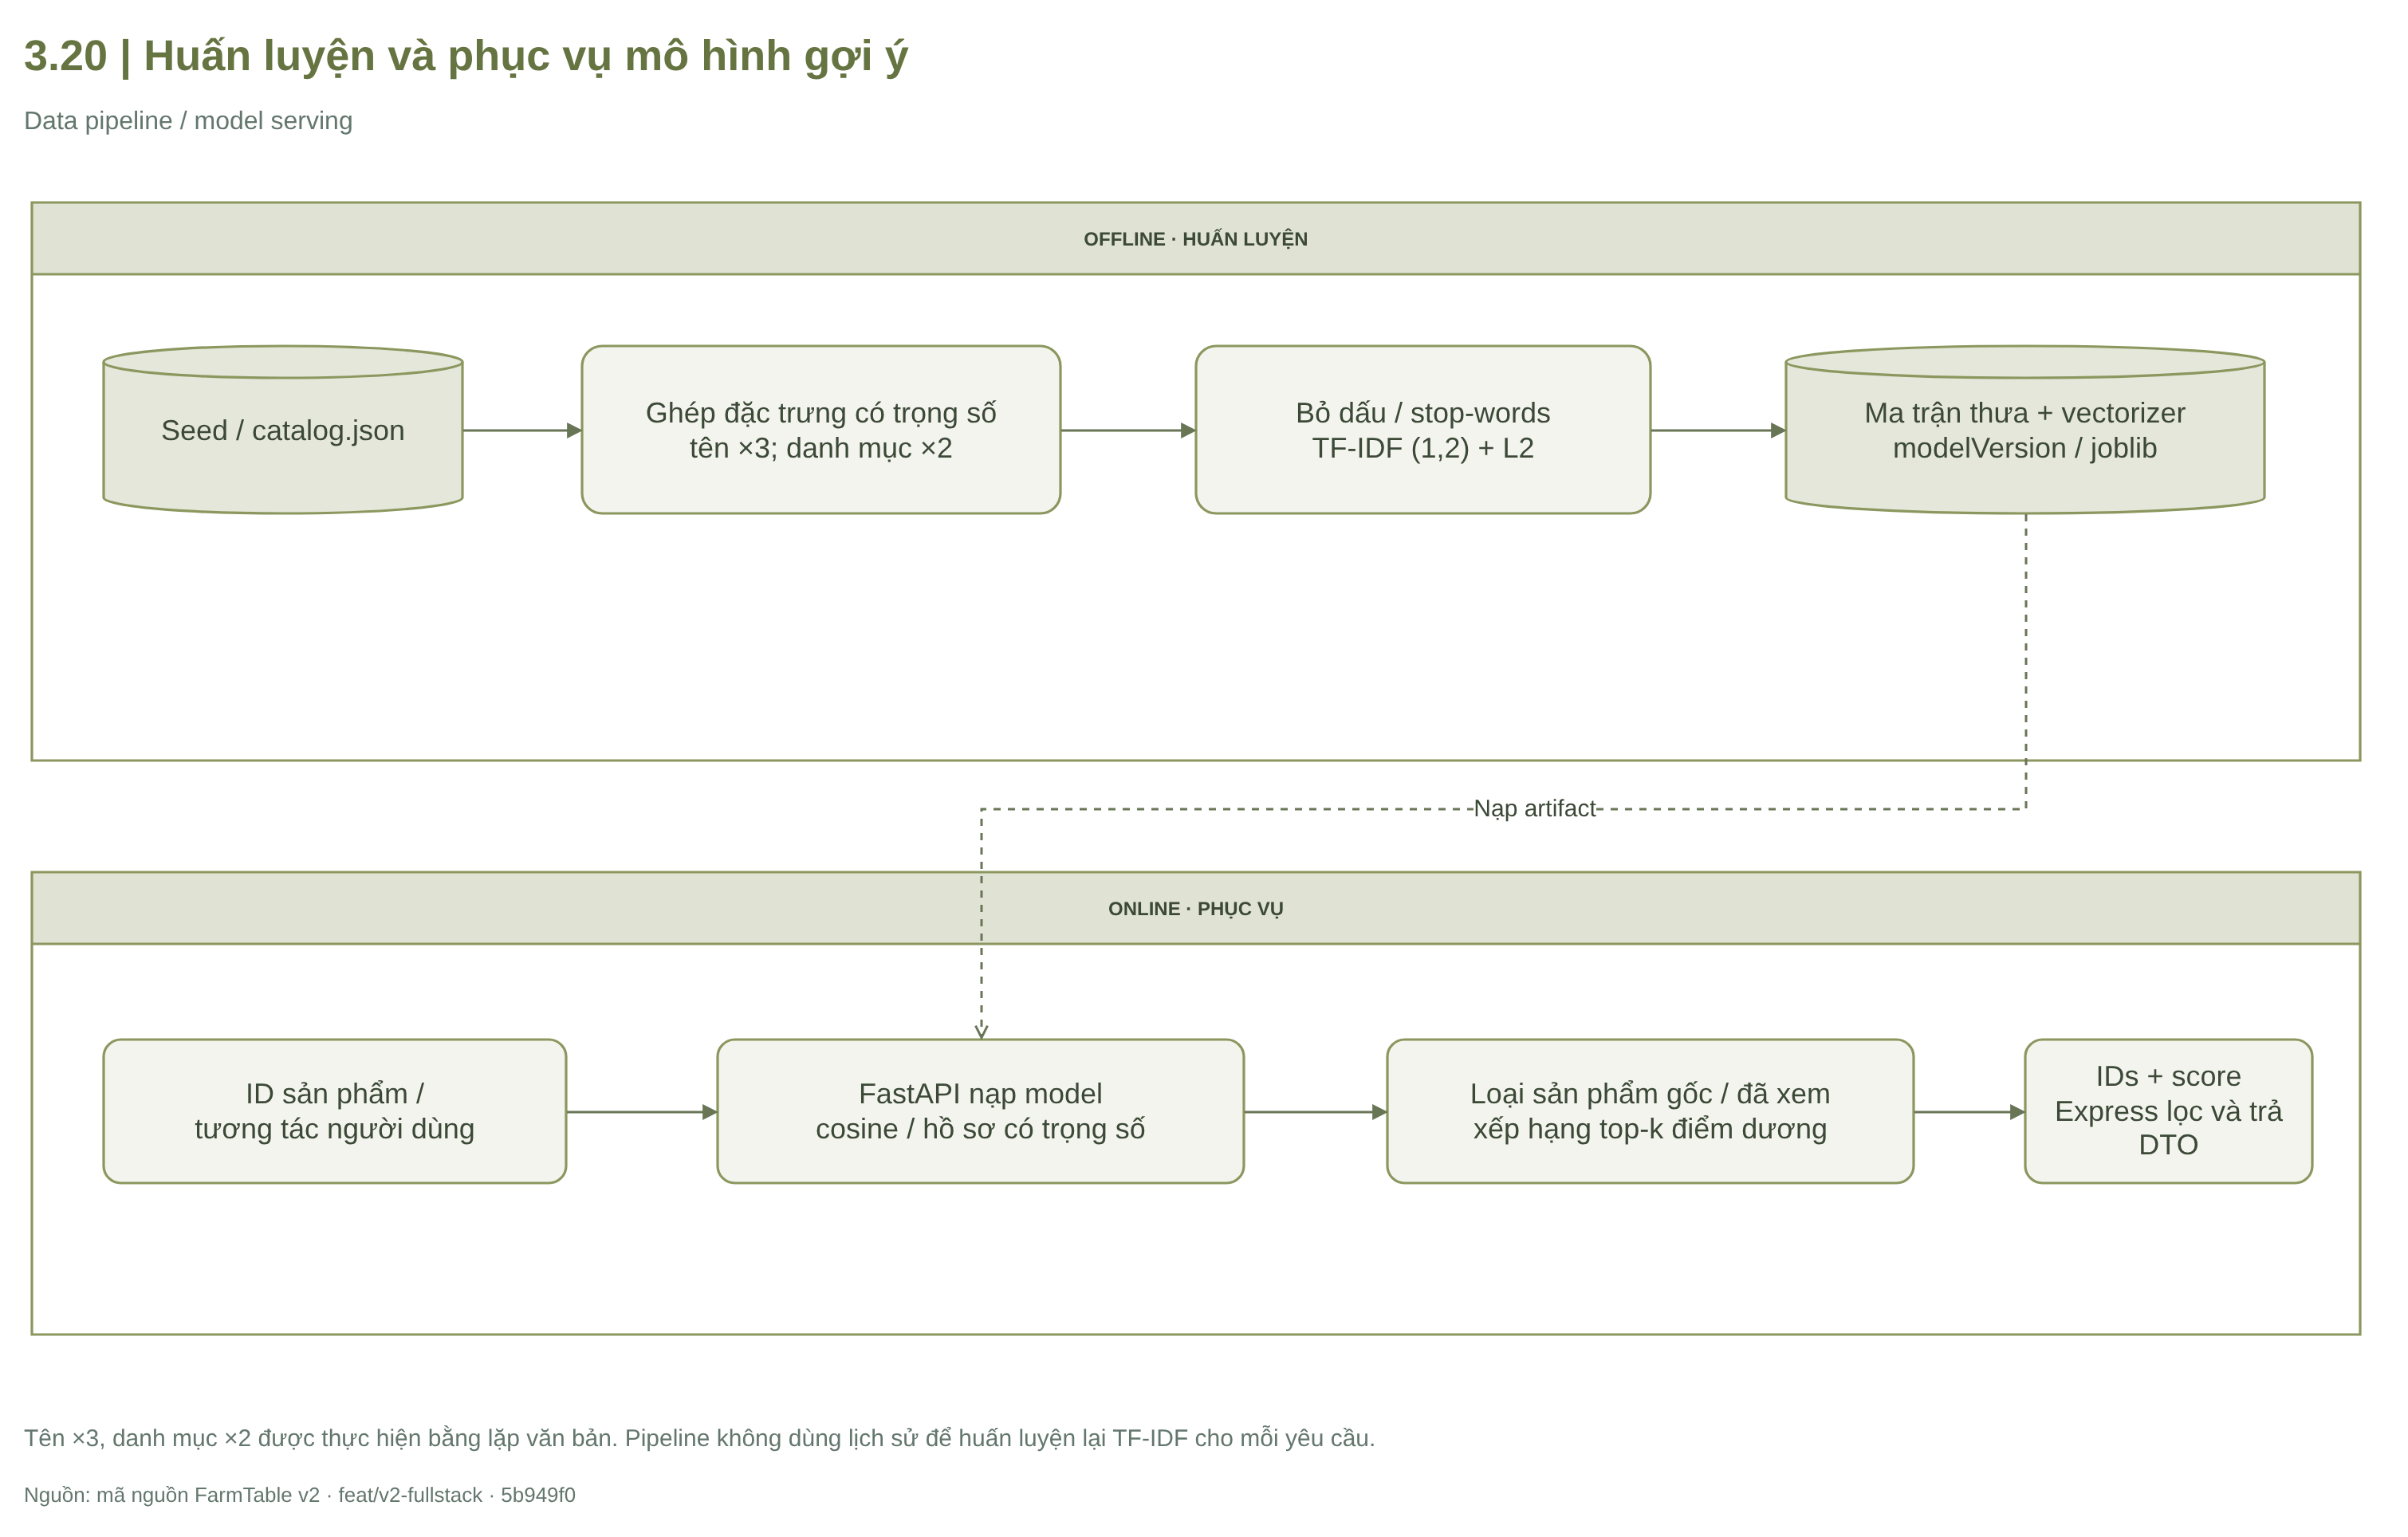 3.20 | Huấn luyện và phục vụ mô hình gợi ý
Data pipeline / model serving
OFFLINE · HUẤN LUYỆN
Seed / catalog.json
Ghép đặc trưng có trọng số
tên ×3; danh mục ×2
Bỏ dấu / stop-words
TF-IDF (1,2) + L2
Ma trận thưa + vectorizer
modelVersion / joblib
Nạp artifact
ONLINE · PHỤC VỤ
ID sản phẩm /
tương tác người dùng
FastAPI nạp model
cosine / hồ sơ có trọng số
Loại sản phẩm gốc / đã xem
xếp hạng top-k điểm dương
IDs + score
Express lọc và trả
DTO
Tên ×3, danh mục ×2 được thực hiện bằng lặp văn bản. Pipeline không dùng lịch sử để huấn luyện lại TF-IDF cho mỗi yêu cầu.
Nguồn: mã nguồn FarmTable v2 · feat/v2-fullstack · 5b949f0